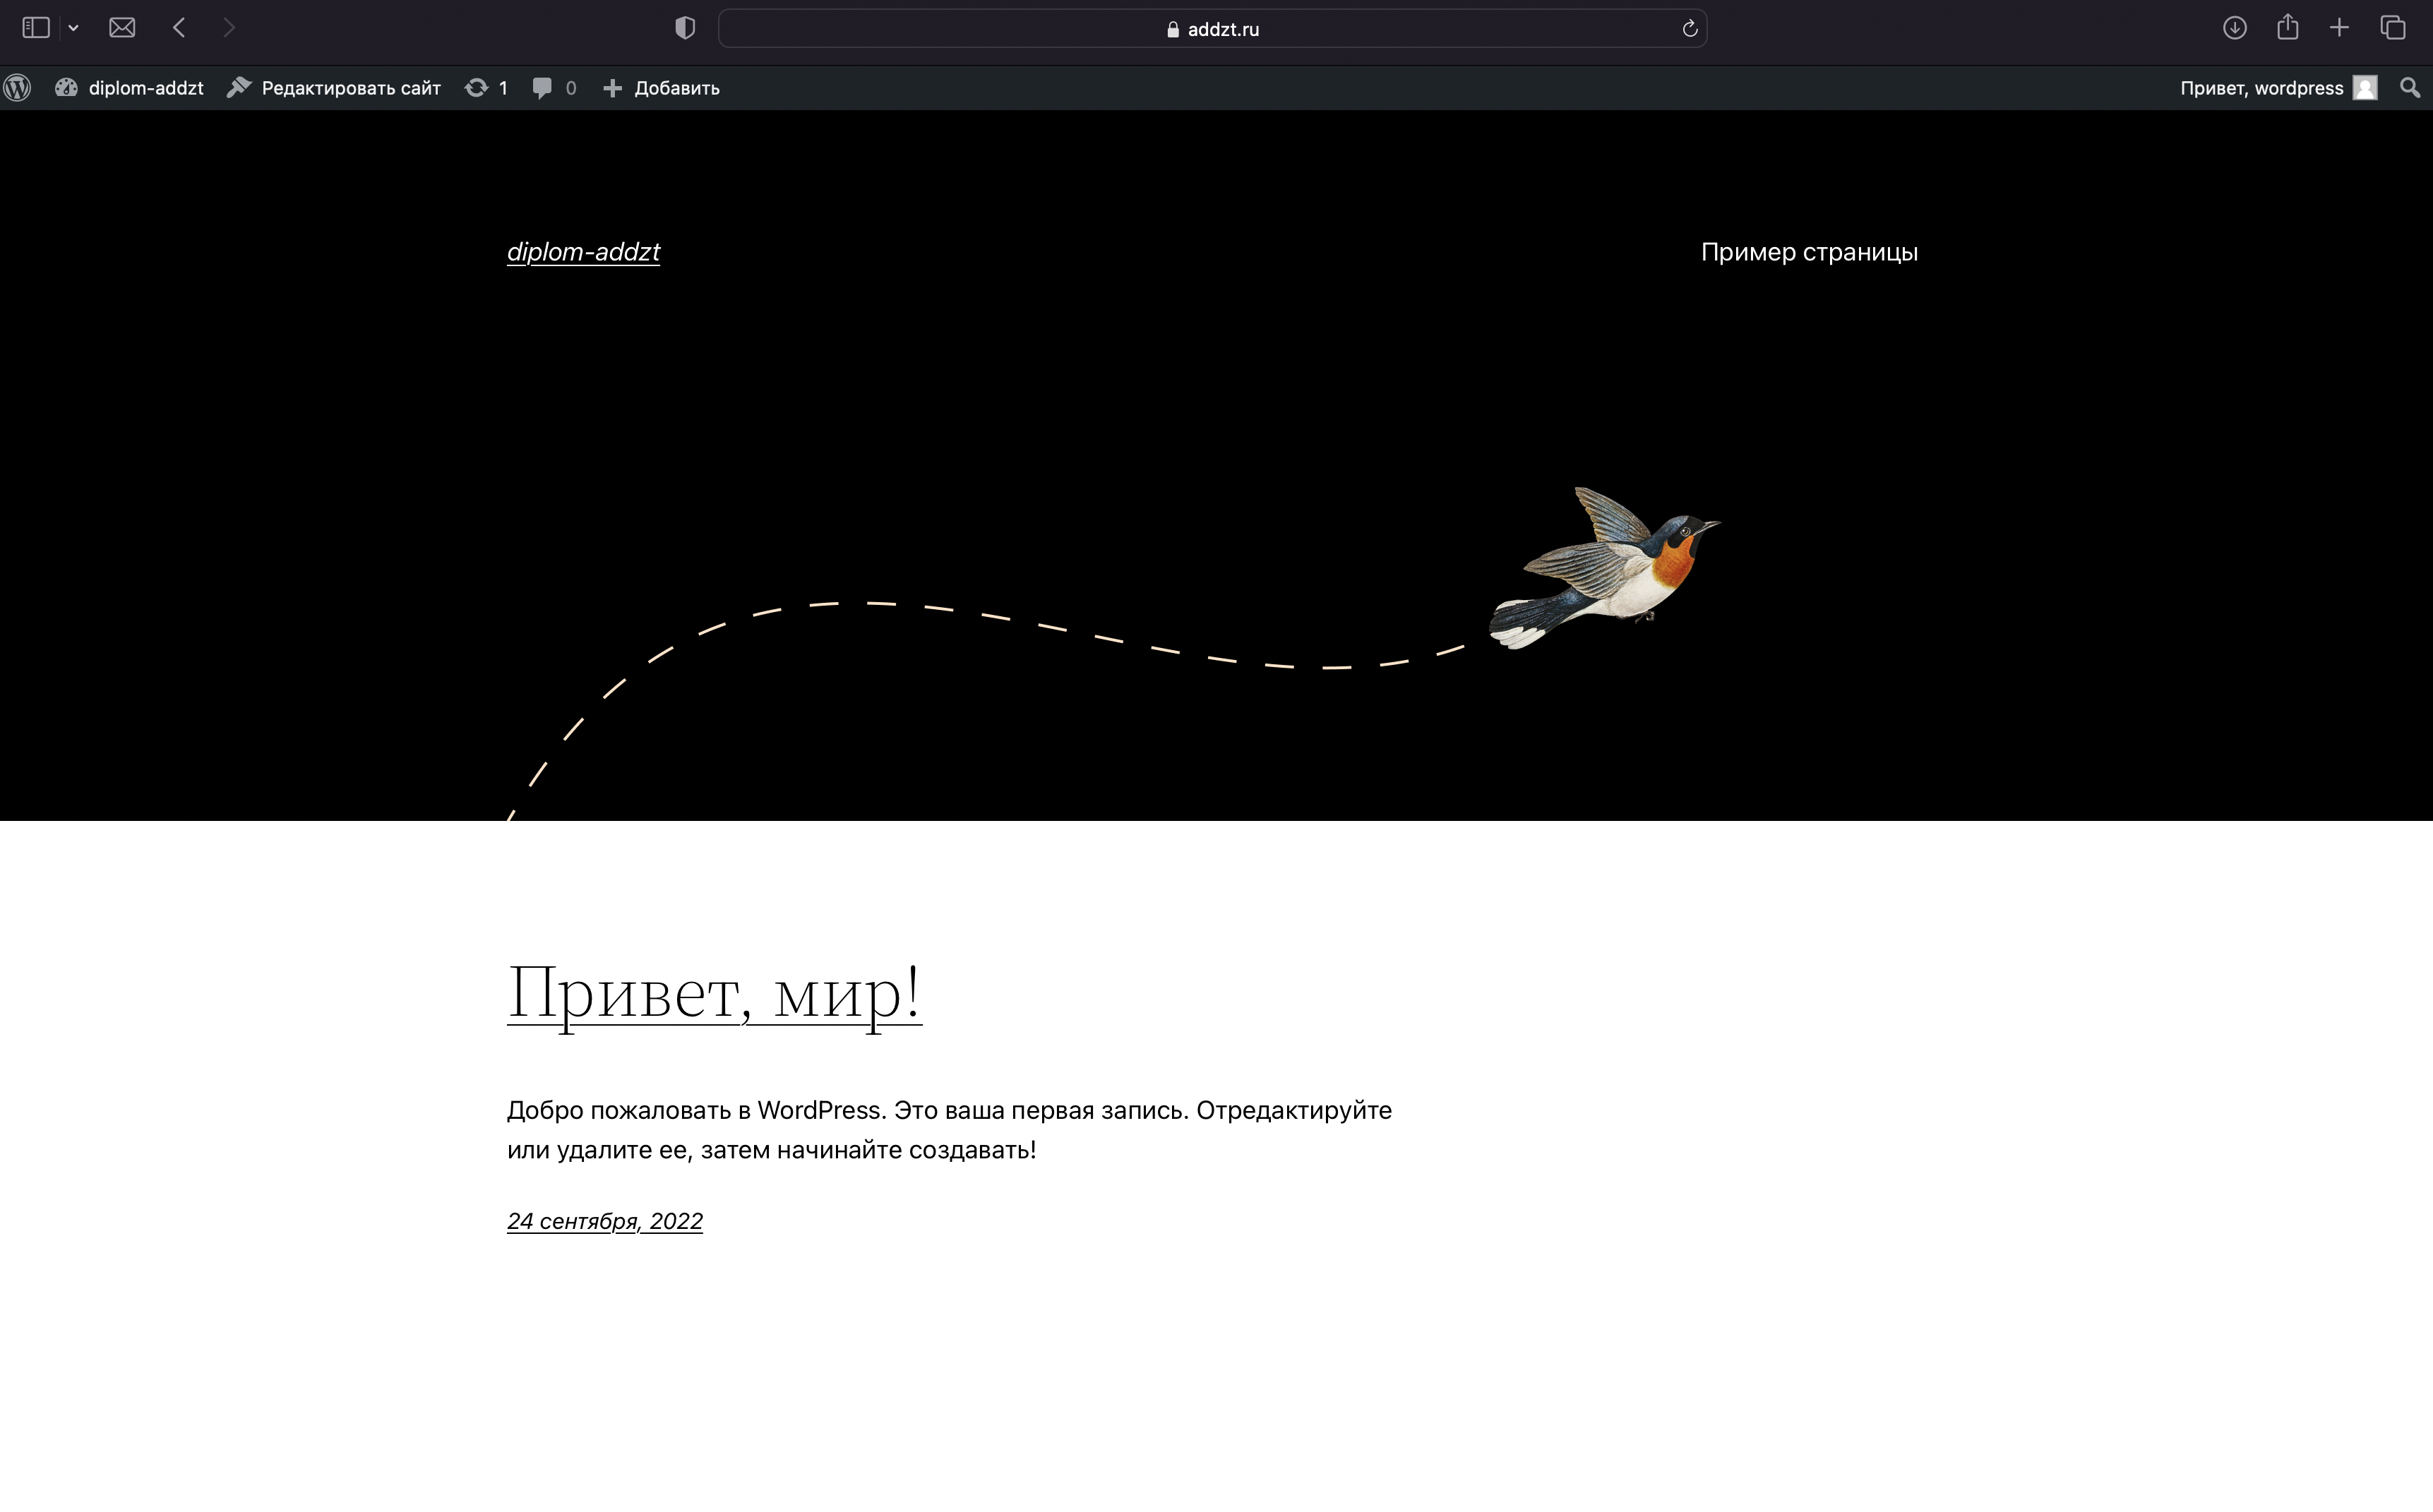 addzt.ru
diplom-addzt Редактировать сайт 1 0 Добавить Привет, wordpress
diplom-addzt Пример страницы
Привет, мир!
Добро пожаловать в WordPress. Это ваша первая запись. Отредактируйте
или удалите ее, затем начинайте создавать!
24 сентября, 2022